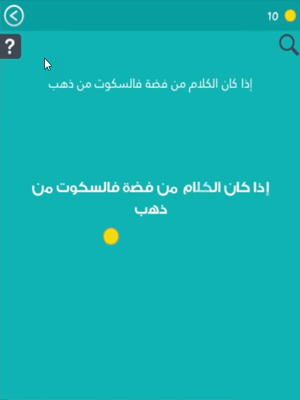 10
?
إذا كان الكلام من فضة فالسكوت من ذهب
إذا كان الكلام من فضة فالسكوت من
ذهب